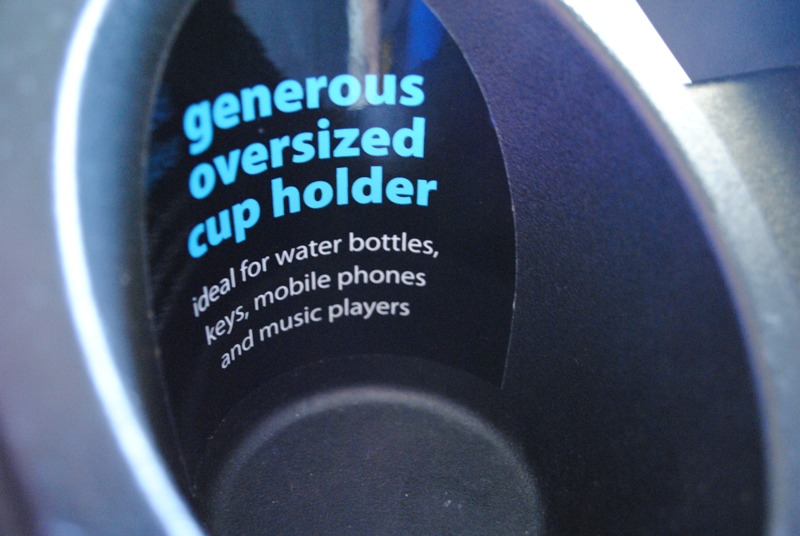 generous
oversized
cup holder
ideal for water bottles,
keys, mobile phones
and music players